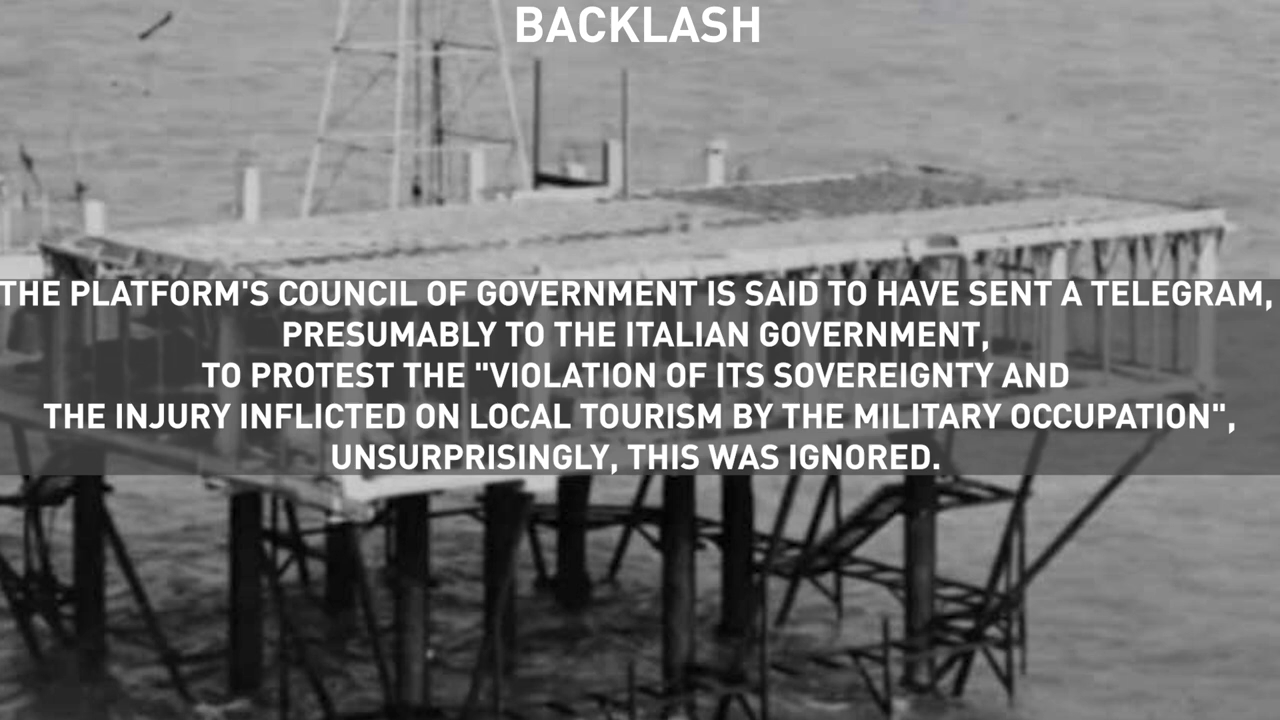 BACKLASH
THE PLATFORM'S COUNCIL OF GOVERNMENT IS SAID TO HAVE SENT A TELEGRAM,
PRESUMABLY TO THE ITALIAN GOVERNMENT,
TO PROTEST THE "VIOLATION OF ITS SOVEREIGNTY AND
THE INJURY INFLICTED ON LOCAL TOURISM BY THE MILITARY OCCUPATION",
UNSURPRISINGLY, THIS WAS IGNORED.